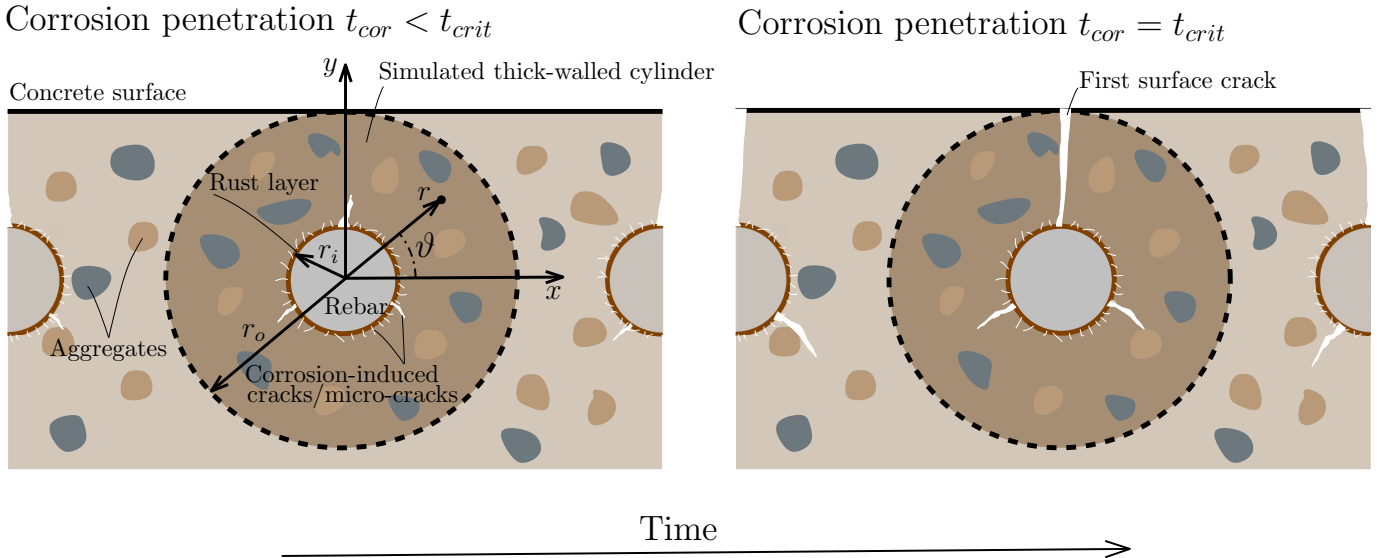 Corrosion penetration t_cor < t_crit
Corrosion penetration t_cor = t_crit
y
Simulated thick-walled cylinder
First surface crack
Concrete surface
Rust layer
r
r_i
ϑ
x
Rebar
r_o
Aggregates
Corrosion-induced
cracks/micro-cracks
Time